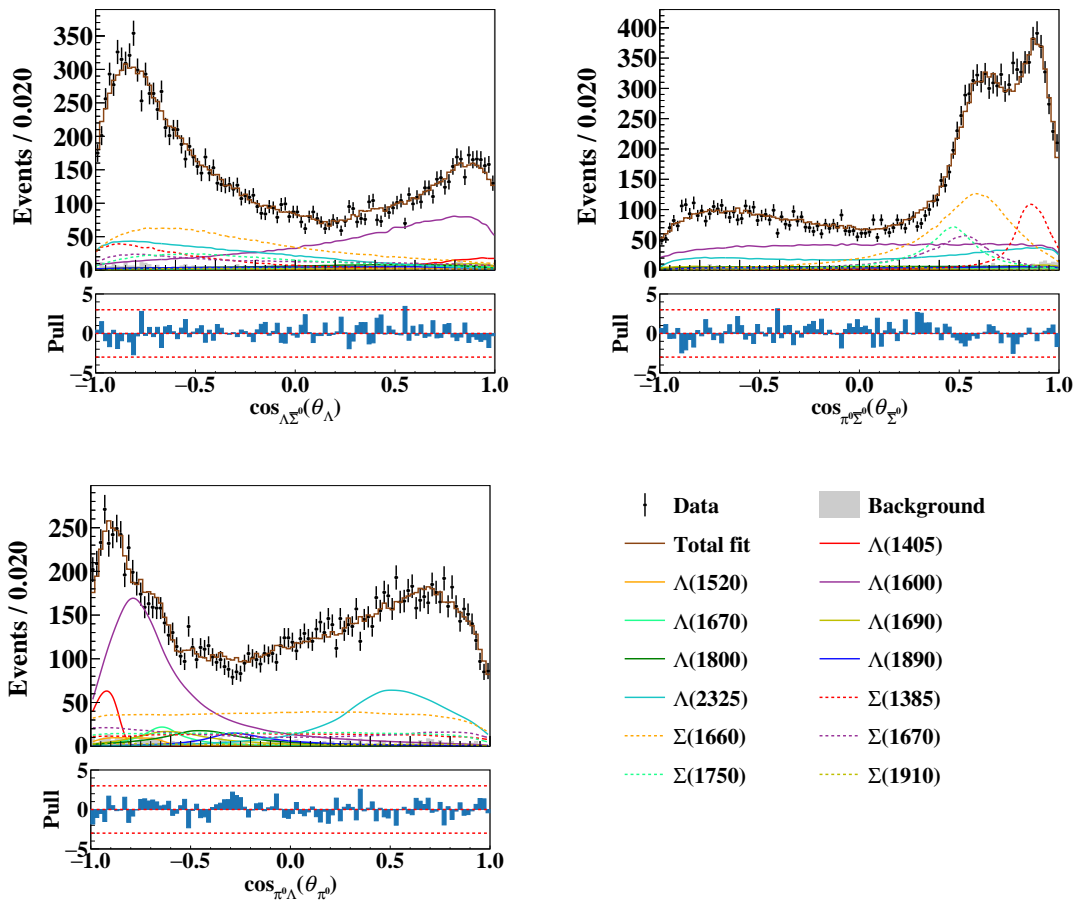 Events / 0.020
350
300
250
200
150
100
50
0
Pull
5
0
−5
−1.0 −0.5 0.0 0.5 1.0
cos_{ΛΣ̅⁰}(θ_Λ)
Events / 0.020
400
300
200
100
0
Pull
5
0
−5
−1.0 −0.5 0.0 0.5 1.0
cos_{π⁰Σ̅⁰}(θ_{Σ̅⁰})
Events / 0.020
250
200
150
100
50
0
Pull
5
0
−5
−1.0 −0.5 0.0 0.5 1.0
cos_{π⁰Λ}(θ_{π⁰})
Data Background
Total fit Λ(1405)
Λ(1520) Λ(1600)
Λ(1670) Λ(1690)
Λ(1800) Λ(1890)
Λ(2325) Σ(1385)
Σ(1660) Σ(1670)
Σ(1750) Σ(1910)